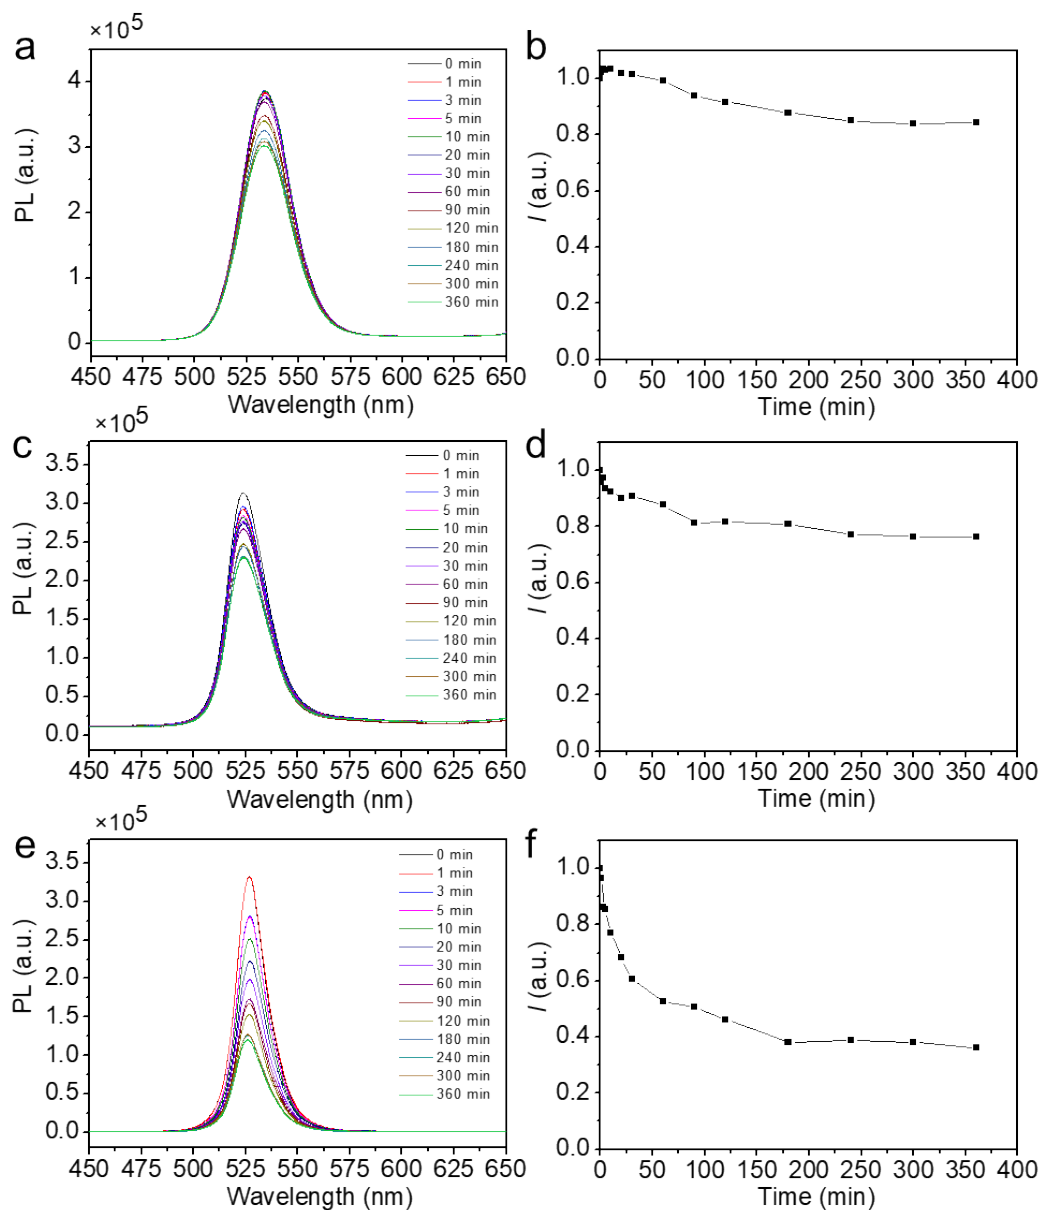 a
×10⁵
PL (a.u.)
4
3
2
1
0
450 475 500 525 550 575 600 625 650
Wavelength (nm)
0 min
1 min
3 min
5 min
10 min
20 min
30 min
60 min
90 min
120 min
180 min
240 min
300 min
360 min
b
I (a.u.)
1.0
0.8
0.6
0.4
0.2
0.0
0 50 100 150 200 250 300 350 400
Time (min)
c
×10⁵
PL (a.u.)
3.5
3.0
2.5
2.0
1.5
1.0
0.5
0.0
450 475 500 525 550 575 600 625 650
Wavelength (nm)
0 min
1 min
3 min
5 min
10 min
20 min
30 min
60 min
90 min
120 min
180 min
240 min
300 min
360 min
d
I (a.u.)
1.0
0.8
0.6
0.4
0.2
0.0
0 50 100 150 200 250 300 350 400
Time (min)
e
×10⁵
PL (a.u.)
3.5
3.0
2.5
2.0
1.5
1.0
0.5
0.0
450 475 500 525 550 575 600 625 650
Wavelength (nm)
0 min
1 min
3 min
5 min
10 min
20 min
30 min
60 min
90 min
120 min
180 min
240 min
300 min
360 min
f
I (a.u.)
1.0
0.8
0.6
0.4
0.2
0.0
0 50 100 150 200 250 300 350 400
Time (min)